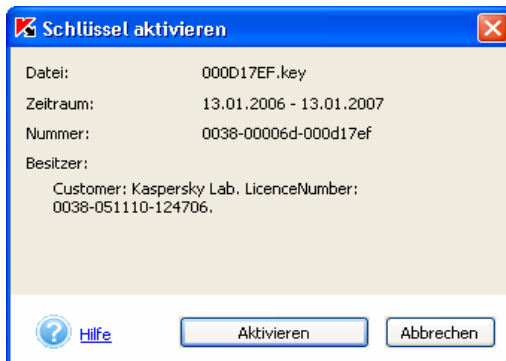 Schlüssel aktivieren
Datei: 000D17EF.key
Zeitraum: 13.01.2006 - 13.01.2007
Nummer: 0038-00006d-000d17ef
Besitzer:
Customer: Kaspersky Lab. LicenceNumber:
0038-051110-124706.
Hilfe Aktivieren Abbrechen